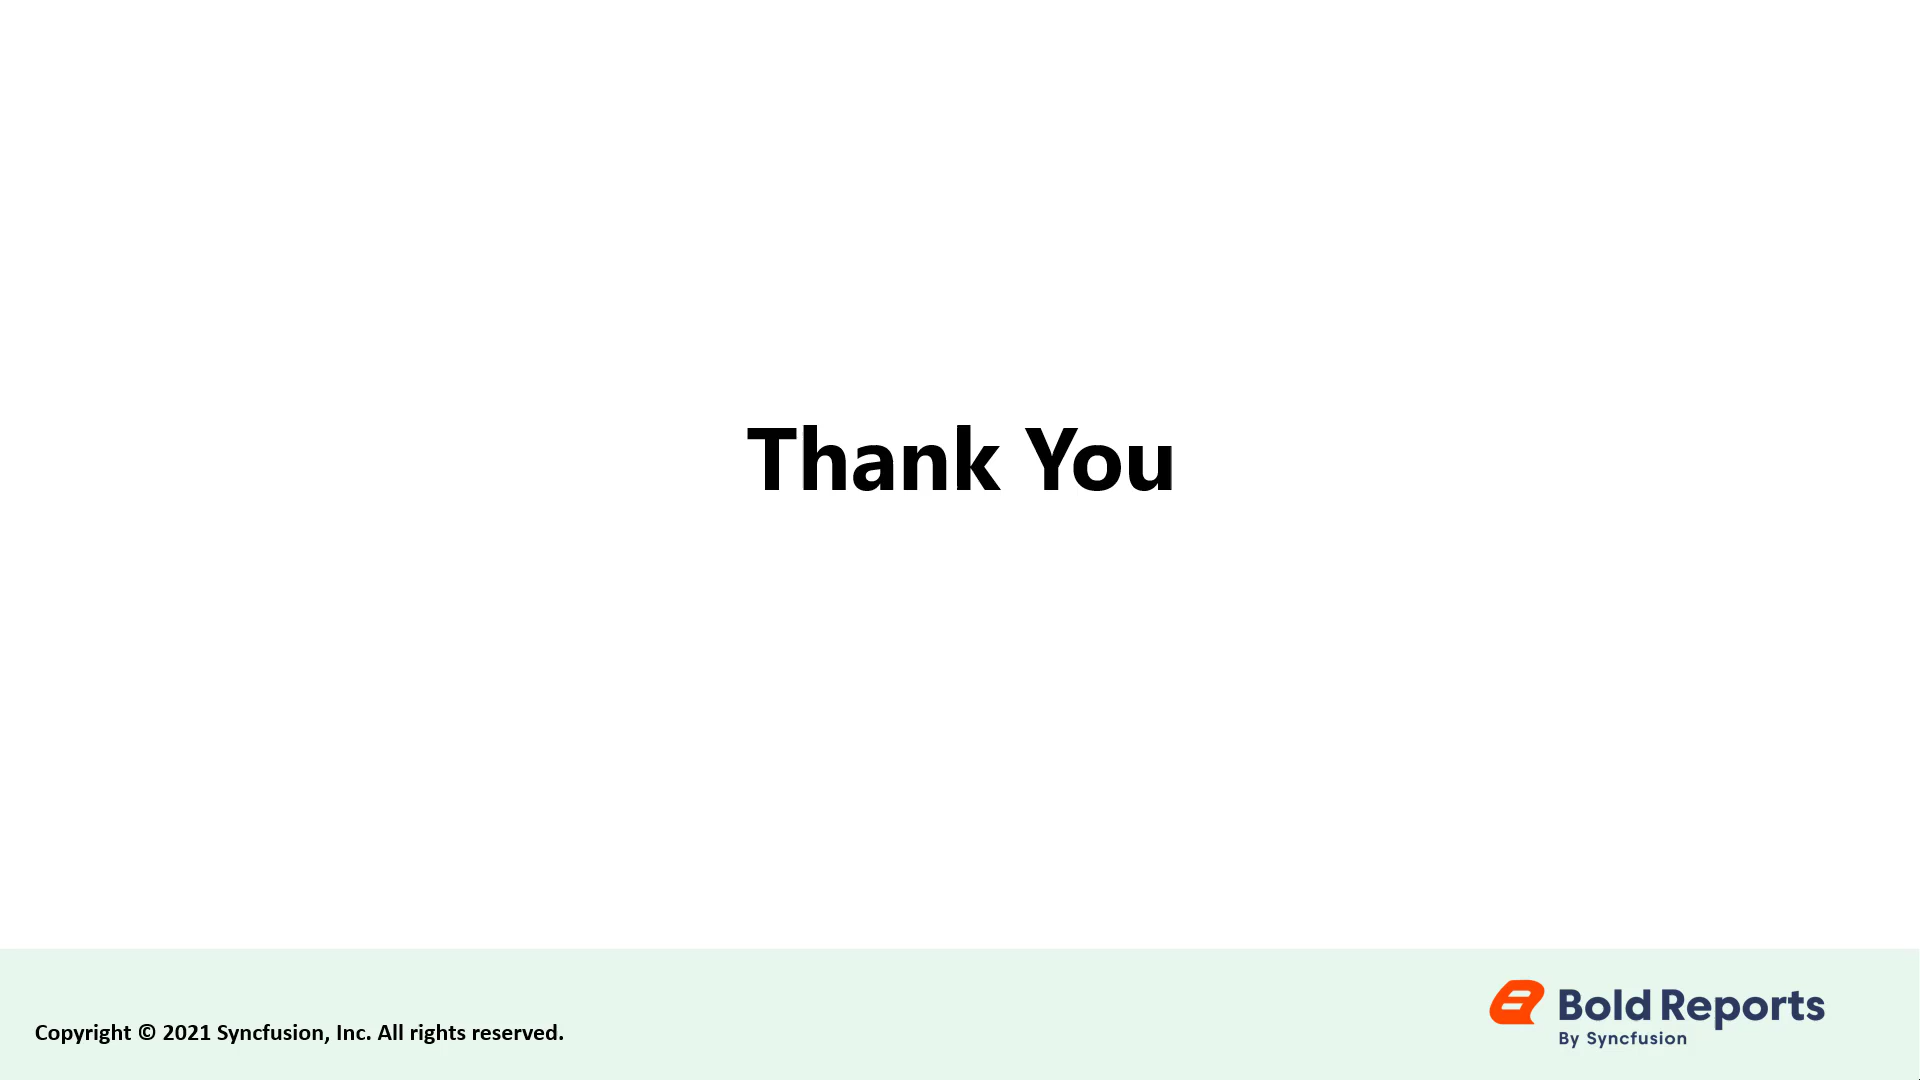 Thank You
Copyright © 2021 Syncfusion, Inc. All rights reserved.
Bold Reports
By Syncfusion